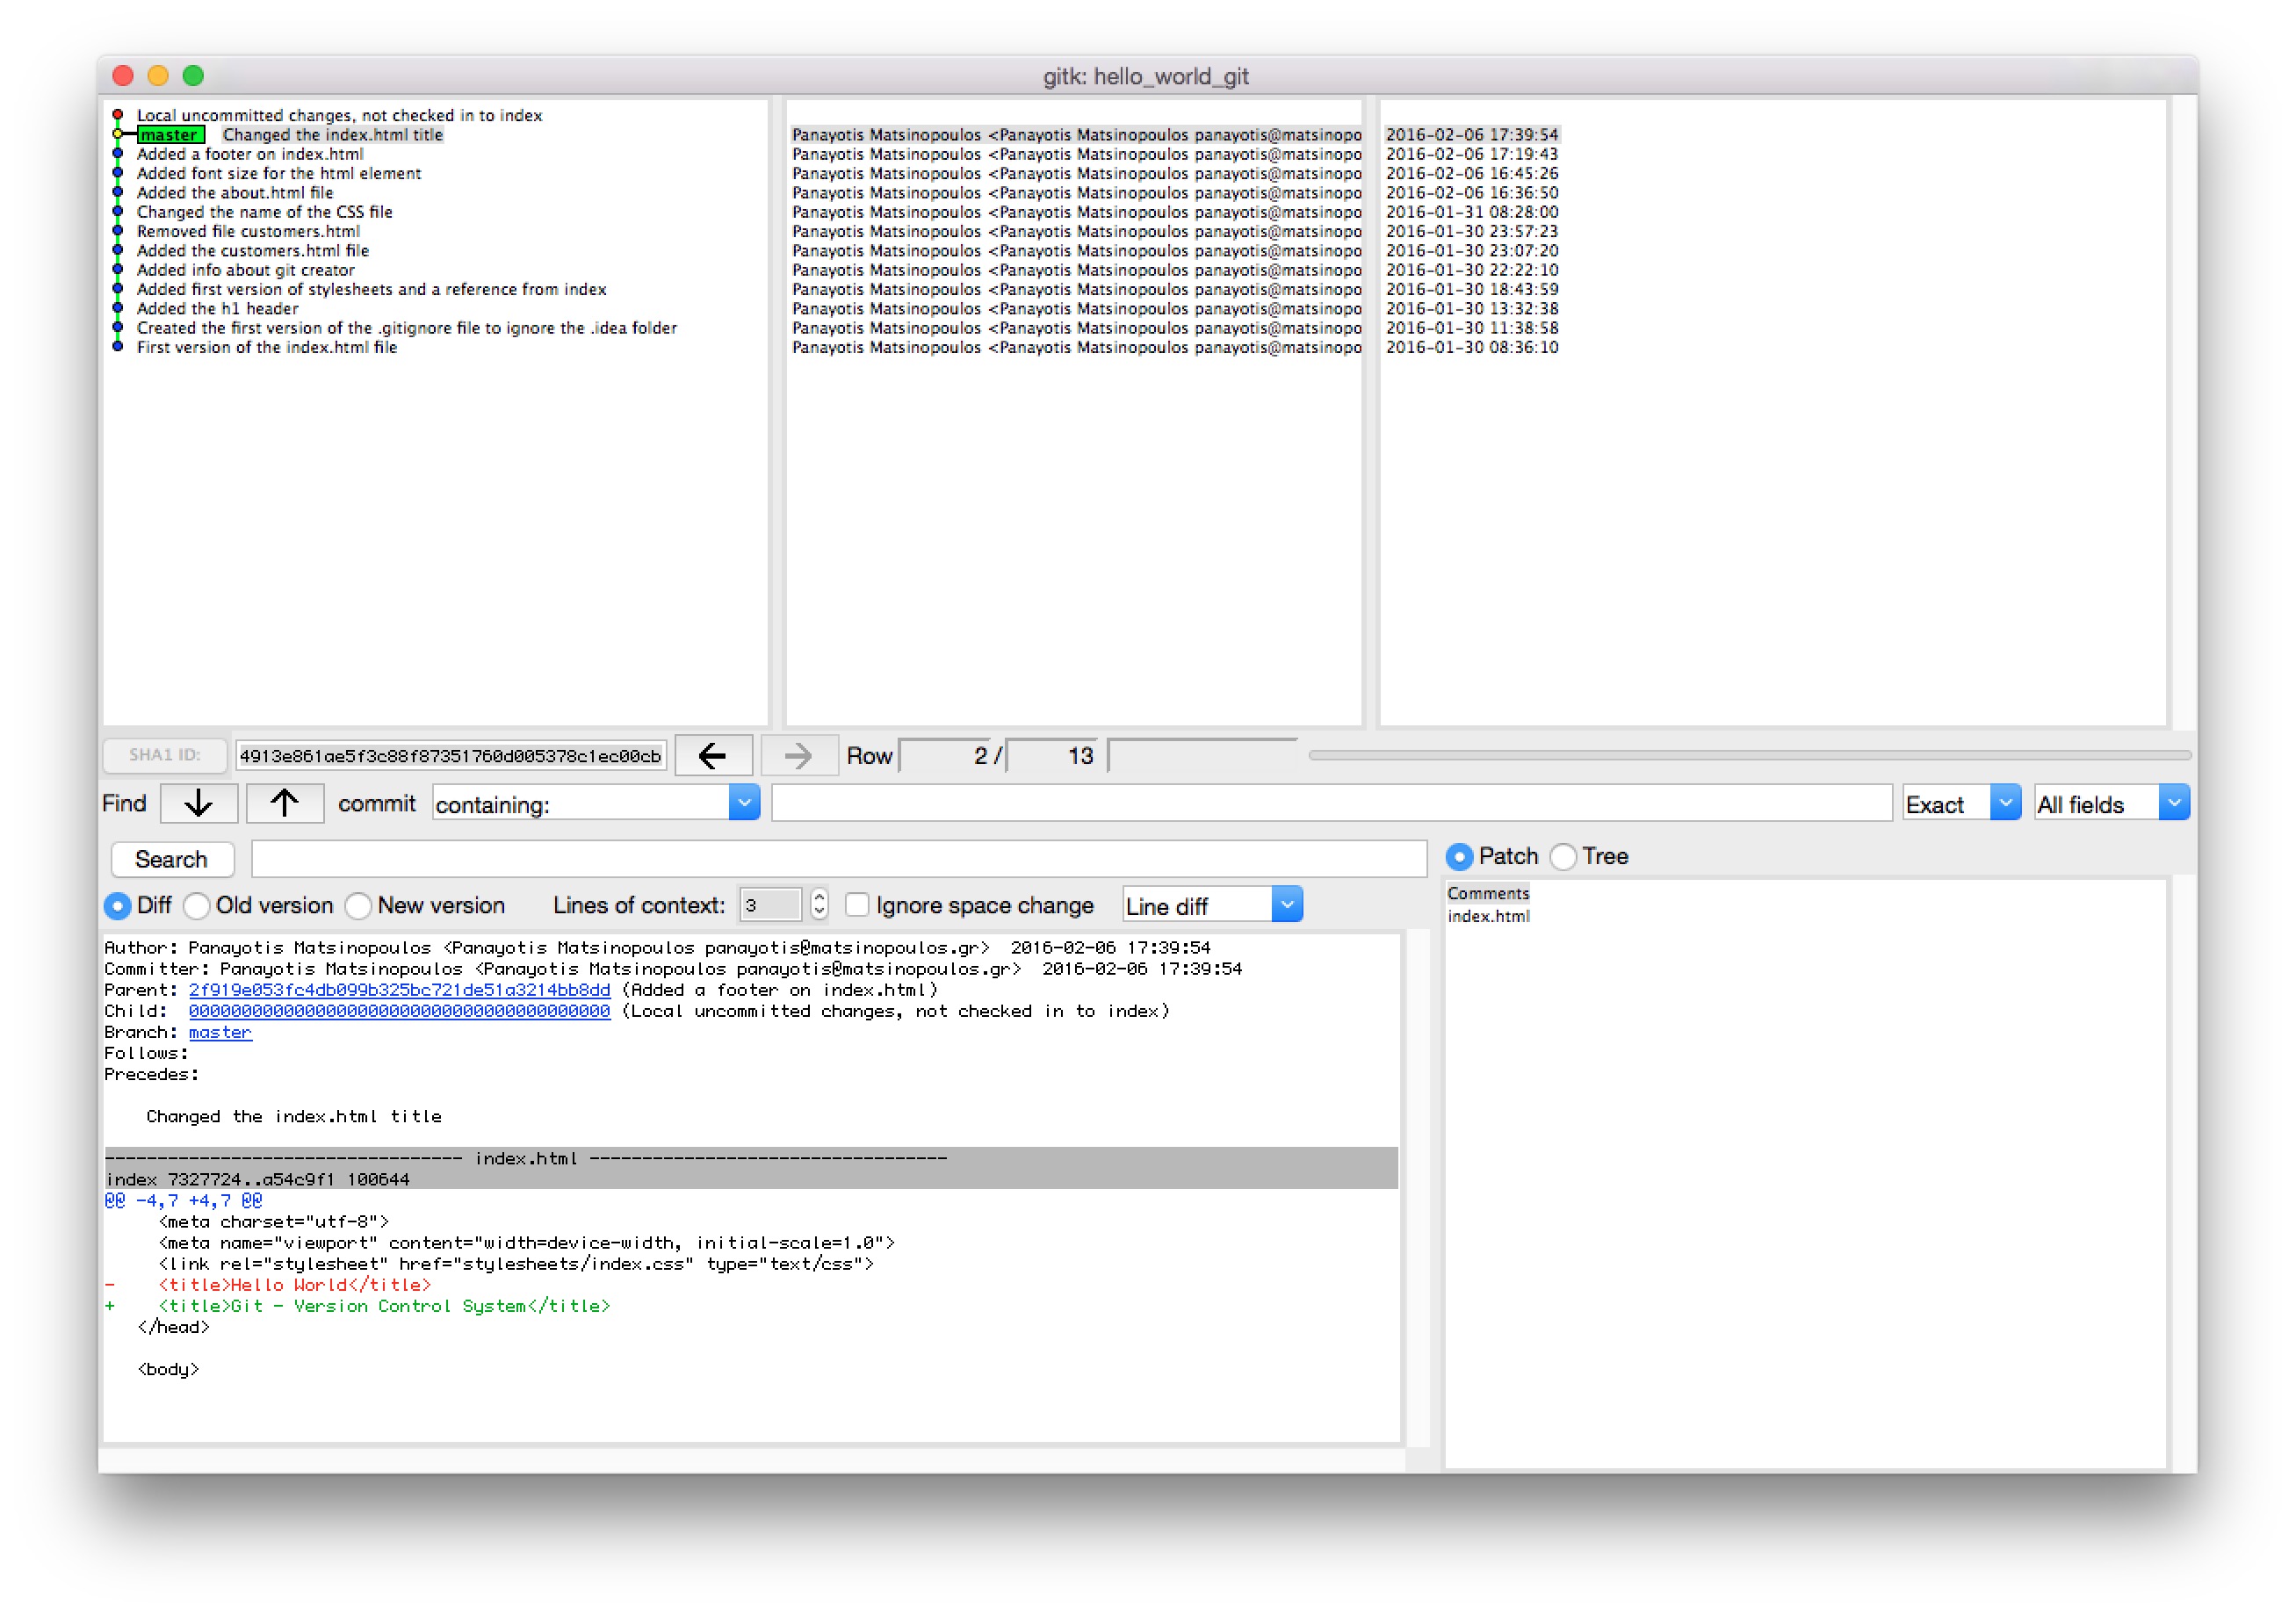 gitk: hello_world_git
Local uncommitted changes, not checked in to index
master Changed the index.html title
Added a footer on index.html
Added font size for the html element
Added the about.html file
Changed the name of the CSS file
Removed file customers.html
Added the customers.html file
Added info about git creator
Added first version of stylesheets and a reference from index
Added the h1 header
Created the first version of the .gitignore file to ignore the .idea folder
First version of the index.html file
Panayotis Matsinopoulos <Panayotis Matsinopoulos panayotis@matsinopo
Panayotis Matsinopoulos <Panayotis Matsinopoulos panayotis@matsinopo
Panayotis Matsinopoulos <Panayotis Matsinopoulos panayotis@matsinopo
Panayotis Matsinopoulos <Panayotis Matsinopoulos panayotis@matsinopo
Panayotis Matsinopoulos <Panayotis Matsinopoulos panayotis@matsinopo
Panayotis Matsinopoulos <Panayotis Matsinopoulos panayotis@matsinopo
Panayotis Matsinopoulos <Panayotis Matsinopoulos panayotis@matsinopo
Panayotis Matsinopoulos <Panayotis Matsinopoulos panayotis@matsinopo
Panayotis Matsinopoulos <Panayotis Matsinopoulos panayotis@matsinopo
Panayotis Matsinopoulos <Panayotis Matsinopoulos panayotis@matsinopo
Panayotis Matsinopoulos <Panayotis Matsinopoulos panayotis@matsinopo
Panayotis Matsinopoulos <Panayotis Matsinopoulos panayotis@matsinopo
2016-02-06 17:39:54
2016-02-06 17:19:43
2016-02-06 16:45:26
2016-02-06 16:36:50
2016-01-31 08:28:00
2016-01-30 23:57:23
2016-01-30 23:07:20
2016-01-30 22:22:10
2016-01-30 18:43:59
2016-01-30 13:32:38
2016-01-30 11:38:58
2016-01-30 08:36:10
SHA1 ID: 4913e861ae5f3c88f87351760d005378c1ec00cb ← → Row 2 / 13
Find ↓ ↑ commit containing: Exact All fields
Search
Diff Old version New version Lines of context: 3 Ignore space change Line diff
Author: Panayotis Matsinopoulos <Panayotis Matsinopoulos panayotis@matsinopoulos.gr>  2016-02-06 17:39:54
Committer: Panayotis Matsinopoulos <Panayotis Matsinopoulos panayotis@matsinopoulos.gr>  2016-02-06 17:39:54
Parent: 2f919e053fc4db099b325bc721de51a3214bb8dd (Added a footer on index.html)
Child:  0000000000000000000000000000000000000000 (Local uncommitted changes, not checked in to index)
Branch: master
Follows:
Precedes:
Changed the index.html title
---------------------------------- index.html ----------------------------------
index 7327724..a54c9f1 100644
@@ -4,7 +4,7 @@
<meta charset="utf-8">
<meta name="viewport" content="width=device-width, initial-scale=1.0">
<link rel="stylesheet" href="stylesheets/index.css" type="text/css">
-    <title>Hello World</title>
+    <title>Git - Version Control System</title>
</head>
<body>
Patch Tree
Comments
index.html